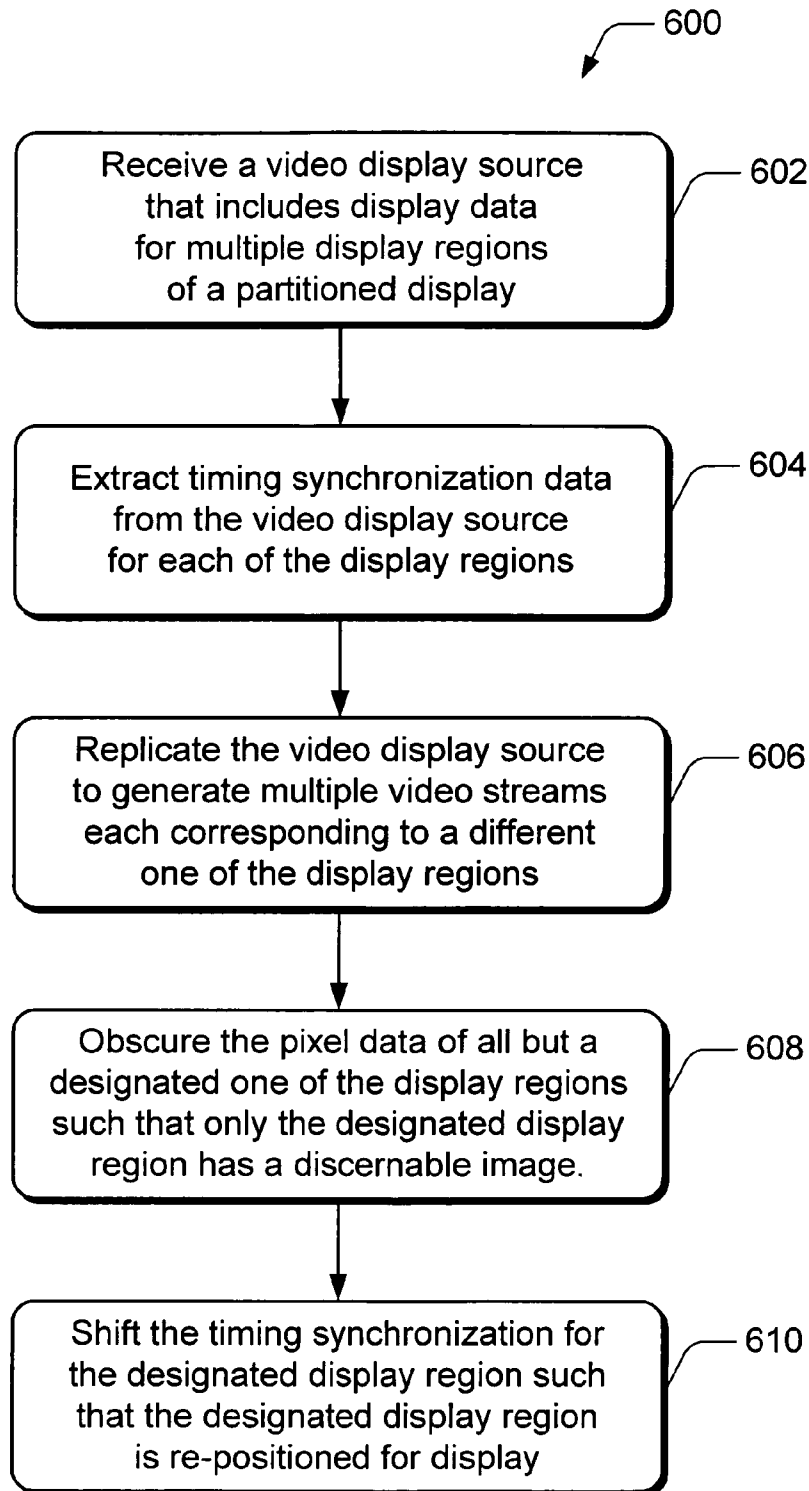 600
Receive a video display source
that includes display data
for multiple display regions
of a partitioned display
602
Extract timing synchronization data
from the video display source
for each of the display regions
604
Replicate the video display source
to generate multiple video streams
each corresponding to a different
one of the display regions
606
Obscure the pixel data of all but a
designated one of the display regions
such that only the designated display
region has a discernable image.
608
Shift the timing synchronization for
the designated display region such
that the designated display region
is re-positioned for display
610